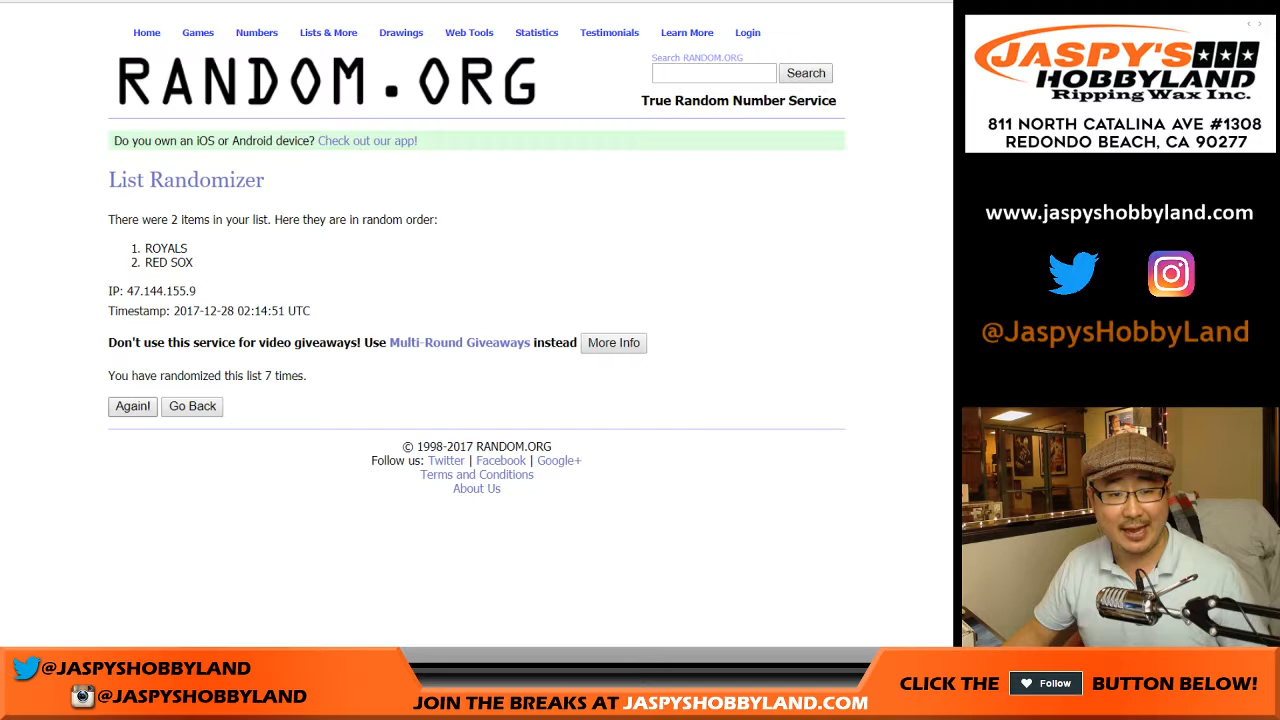 Home Games Numbers Lists & More Drawings Web Tools Statistics Testimonials Learn More Login
RANDOM.ORG
Search RANDOM.ORG
Search
True Random Number Service
Do you own an iOS or Android device? Check out our app!
List Randomizer
There were 2 items in your list. Here they are in random order:
1. ROYALS
2. RED SOX
IP: 47.144.155.9
Timestamp: 2017-12-28 02:14:51 UTC
Don't use this service for video giveaways! Use Multi-Round Giveaways instead More Info
You have randomized this list 7 times.
Again! Go Back
© 1998-2017 RANDOM.ORG
Follow us: Twitter | Facebook | Google+
Terms and Conditions
About Us
JASPY'S
HOBBYLAND
Ripping Wax Inc.
811 NORTH CATALINA AVE #1308
REDONDO BEACH, CA 90277
www.jaspyshobbyland.com
@JaspysHobbyLand
@JASPYSHOBBYLAND
@JASPYSHOBBYLAND
JOIN THE BREAKS AT JASPYSHOBBYLAND.COM
CLICK THE Follow BUTTON BELOW!